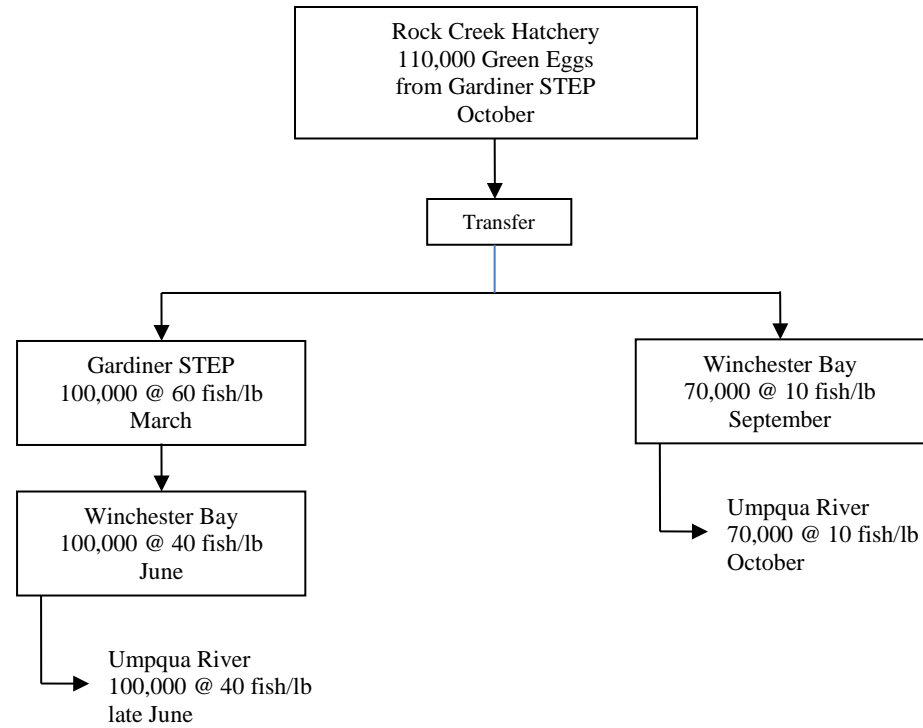 Rock Creek Hatchery
110,000 Green Eggs
from Gardiner STEP
October
Transfer
Gardiner STEP
100,000 @ 60 fish/lb
March
Winchester Bay
100,000 @ 40 fish/lb
June
Umpqua River
100,000 @ 40 fish/lb
late June
Winchester Bay
70,000 @ 10 fish/lb
September
Umpqua River
70,000 @ 10 fish/lb
October